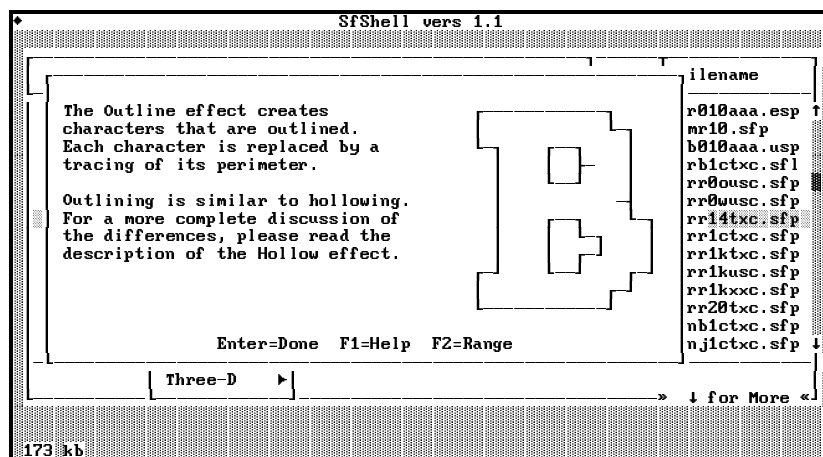 SfShell vers 1.1
ilename
The Outline effect creates
characters that are outlined.
Each character is replaced by a
tracing of its perimeter.
Outlining is similar to hollowing.
For a more complete discussion of
the differences, please read the
description of the Hollow effect.
Enter=Done F1=Help F2=Range
r010aaa.esp ↑
mr10.sfp
b010aaa.usp
rb1ctxc.sfl
rr0ousc.sfp
rr0wusc.sfp
rr14txc.sfp
rr1ctxc.sfp
rr1ktxc.sfp
rr1kusc.sfp
rr1kxxc.sfp
rr20txc.sfp
nb1ctxc.sfp
nj1ctxc.sfp ↓
Three-D ►
» ↓ for More «
173 kb